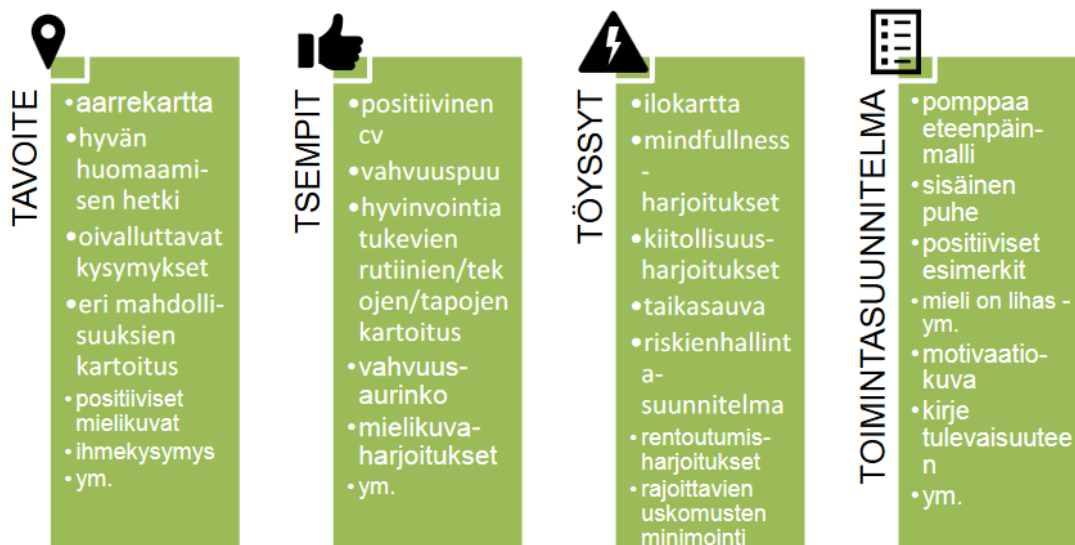 TAVOITE
•aarrekartta
•hyvän
huomaami-
sen hetki
•oivalluttavat
kysymykset
•eri mahdolli-
suuksien
kartoitus
•positiiviset
mielikuvat
•ihmekysymys
•ym.
TSEMPIT
•positiivinen
cv
•vahvuuspuu
•hyvinvointia
tukevien
rutiinien/tek
ojen/tapojen
kartoitus
•vahvuus-
aurinko
•mielikuva-
harjoitukset
•ym.
TÖYSSYT
•ilokartta
•mindfullness
-
harjoitukset
•kiitollisuus-
harjoitukset
•taikasauva
•riskienhallint
a-
suunnitelma
•rentoutumis-
harjoitukset
•rajoittavien
uskomusten
minimointi
TOIMINTASUUNNITELMA
•pomppaa
eteenpäin-
malli
•sisäinen
puhe
•positiiviset
esimerkit
•mieli on lihas -
ym.
•motivaatio-
kuva
•kirje
tulevaisuutee
n
•ym.